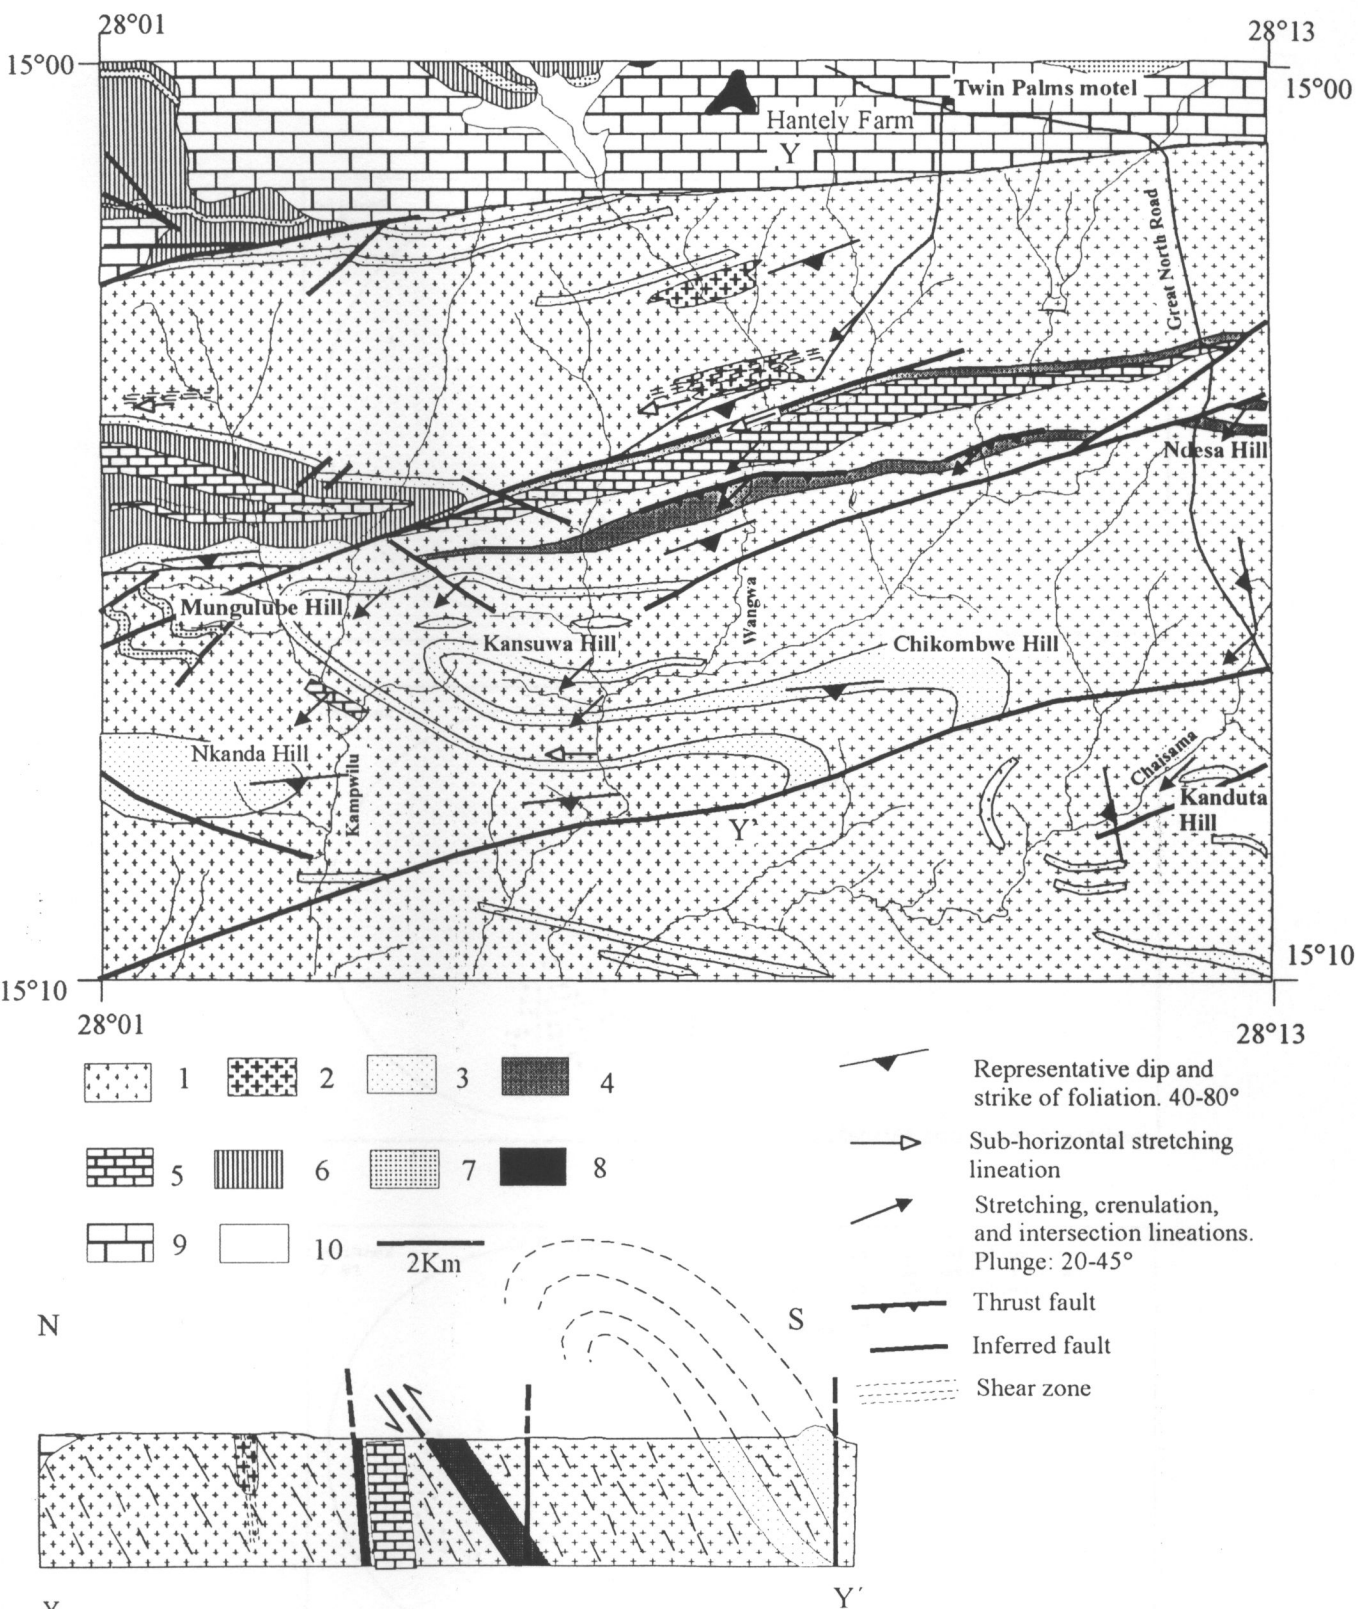 28°01
28°13
15°00
15°00
Twin Palms motel
Hantely Farm
Y
Great North Road
Ndesa Hill
Mungulube Hill
Wangwa
Kansuwa Hill
Chikombwe Hill
Nkanda Hill
Kampwilu
Chaisama
Kanduta
Hill
Y'
15°10
15°10
28°01
28°13
1
2
3
4
5
6
7
8
9
10
2Km
Representative dip and
strike of foliation. 40-80°
Sub-horizontal stretching
lineation
Stretching, crenulation,
and intersection lineations.
Plunge: 20-45°
Thrust fault
Inferred fault
Shear zone
N
S
Y
Y'